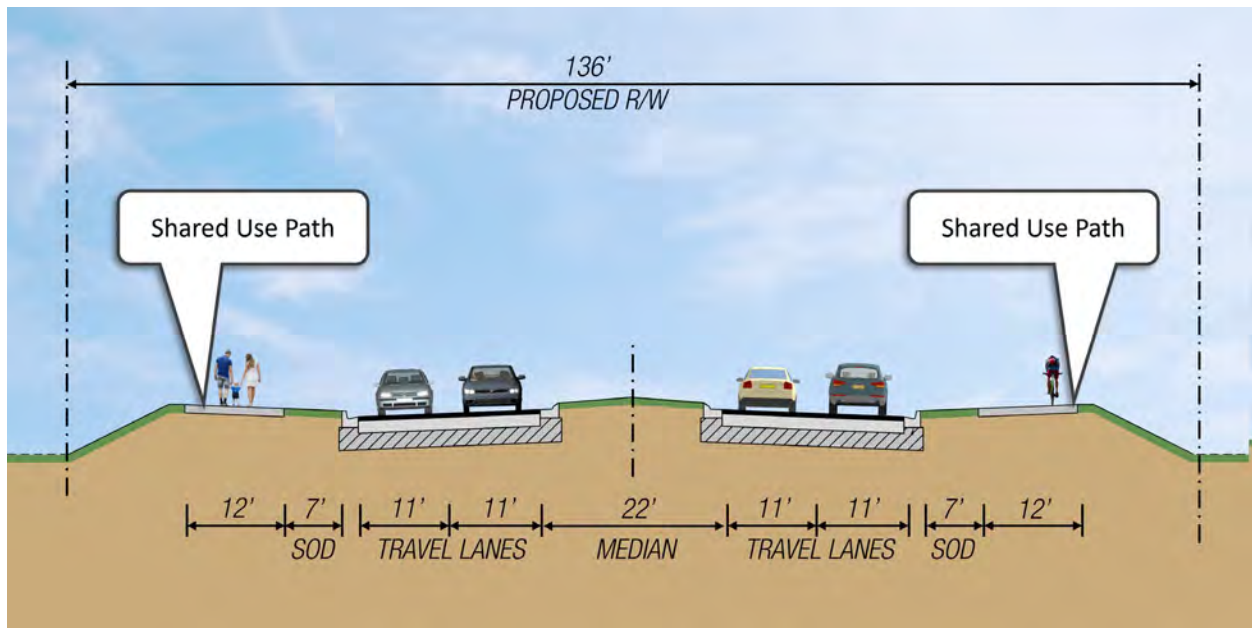 136’
PROPOSED R/W
Shared Use Path
Shared Use Path
12’ 7’ 11’ 11’ 22’ 11’ 11’ 7’ 12’
SOD TRAVEL LANES MEDIAN TRAVEL LANES SOD